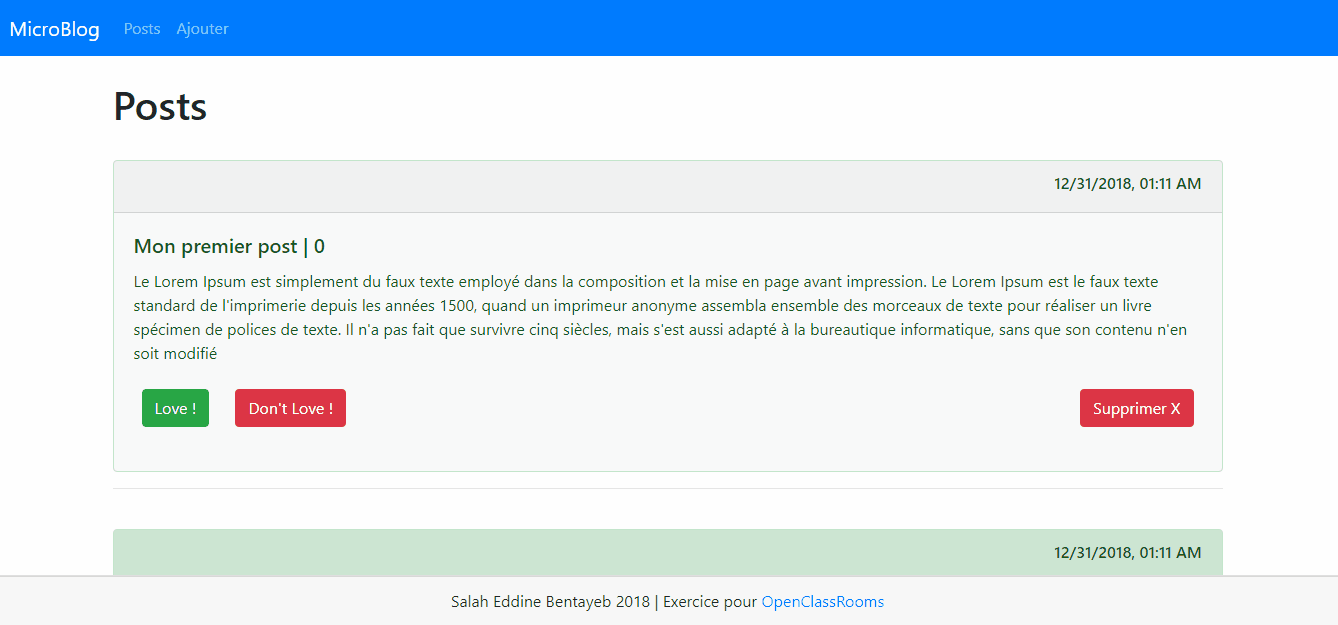 MicroBlog Posts Ajouter
Posts
12/31/2018, 01:11 AM
Mon premier post | 0
Le Lorem Ipsum est simplement du faux texte employé dans la composition et la mise en page avant impression. Le Lorem Ipsum est le faux texte
standard de l'imprimerie depuis les années 1500, quand un imprimeur anonyme assembla ensemble des morceaux de texte pour réaliser un livre
spécimen de polices de texte. Il n'a pas fait que survivre cinq siècles, mais s'est aussi adapté à la bureautique informatique, sans que son contenu n'en
soit modifié
Love ! Don't Love ! Supprimer X
12/31/2018, 01:11 AM
Salah Eddine Bentayeb 2018 | Exercice pour OpenClassRooms